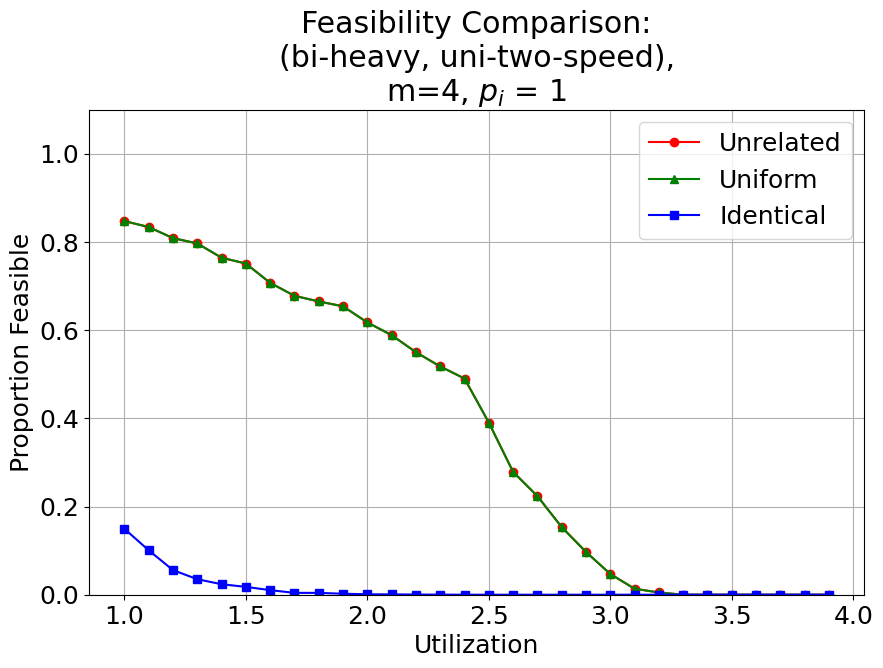 Feasibility Comparison:
(bi-heavy, uni-two-speed),
m=4, $p_i$ = 1
Unrelated
Uniform
Identical
Proportion Feasible
1.0
0.8
0.6
0.4
0.2
0.0
1.0 1.5 2.0 2.5 3.0 3.5 4.0
Utilization